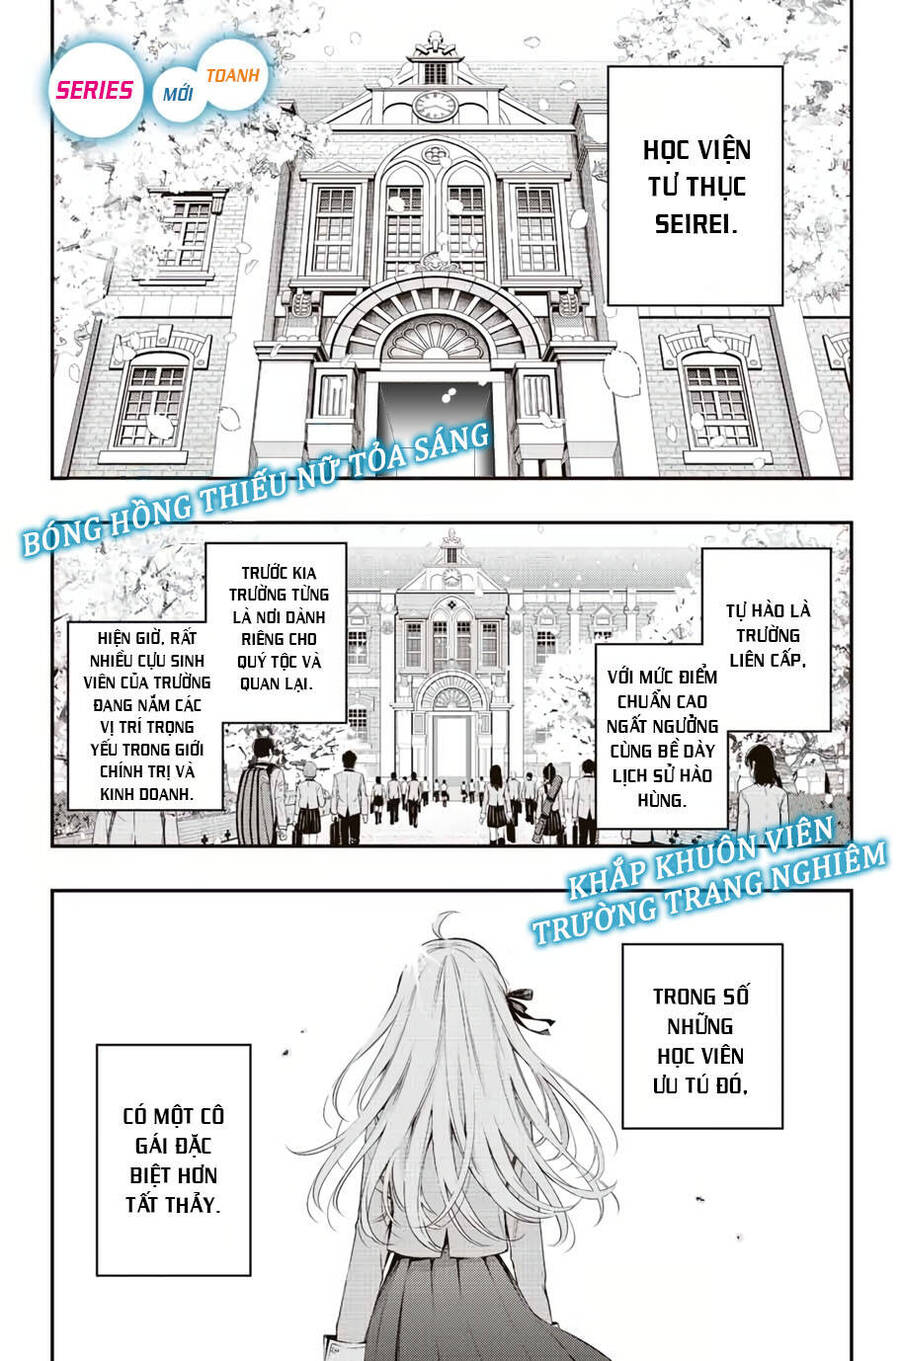 SERIES
MỚI
TOANH
HỌC VIỆN
TƯ THỤC
SEIREI.
BÓNG HỒNG THIẾU NỮ TỎA SÁNG
TỰ HÀO LÀ
TRƯỜNG
LIÊN CẤP,
VỚI MỨC ĐIỂM
CHUẨN CAO
NGẤT NGƯỞNG
CÙNG BỀ DÀY
LỊCH SỬ HÀO
HÙNG.
TRƯỚC KIA
TRƯỜNG TỪNG
LÀ NƠI DÀNH
RIÊNG CHO
QUÝ TỘC VÀ
QUAN LẠI.
HIỆN GIỜ, RẤT
NHIỀU CỰU SINH
VIÊN CỦA TRƯỜNG
ĐANG NẮM CÁC
VỊ TRÍ TRỌNG
YẾU TRONG GIỚI
CHÍNH TRỊ VÀ
KINH DOANH.
KHẮP KHUÔN VIÊN
TRƯỜNG TRANG NGHIÊM
TRONG SỐ
NHỮNG
HỌC VIÊN
ƯU TÚ ĐÓ,
CÓ MỘT CÔ
GÁI ĐẶC
BIỆT HƠN
TẤT THẢY.